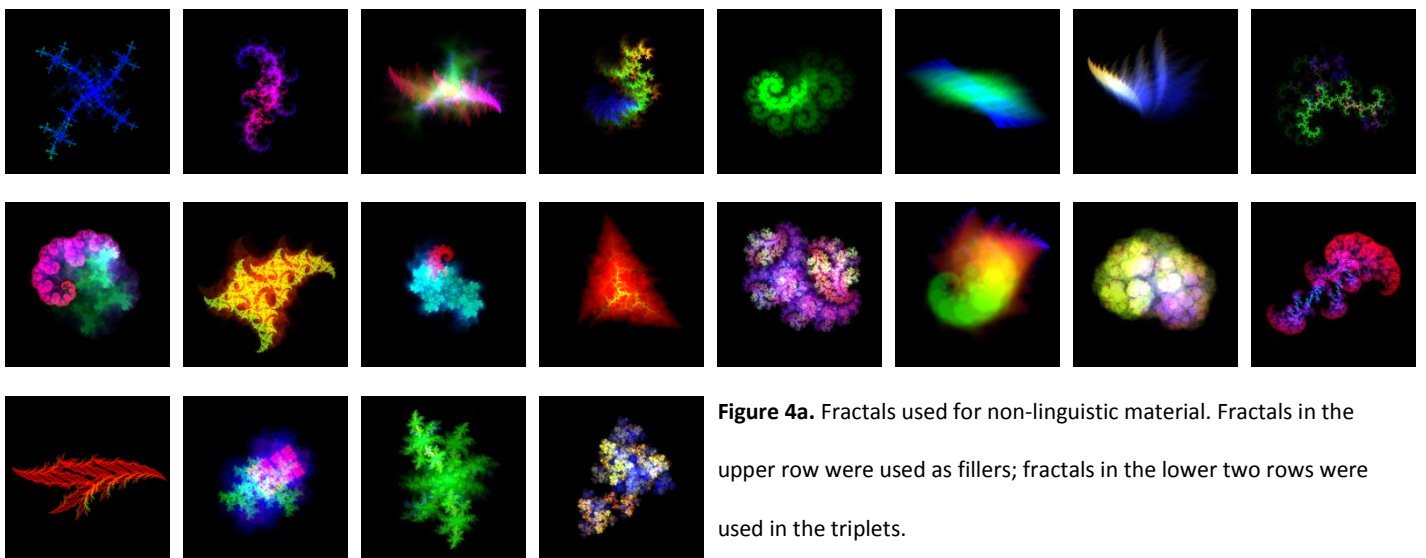 Figure 4a. Fractals used for non-linguistic material. Fractals in the
upper row were used as fillers; fractals in the lower two rows were
used in the triplets.